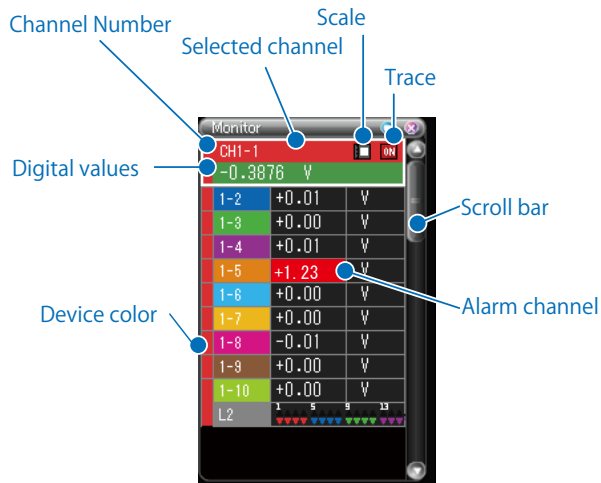 Scale
Channel Number
Selected channel
Trace
Monitor
CH1-1
ON
-0.3876 V
Digital values
1-2 +0.01 V
Scroll bar
1-3 +0.00 V
1-4 +0.01 V
1-5 +1.23 V
1-6 +0.00 V
Alarm channel
Device color
1-7 +0.00 V
1-8 -0.01 V
1-9 +0.00 V
1-10 +0.00 V
L2 1 5 9 13